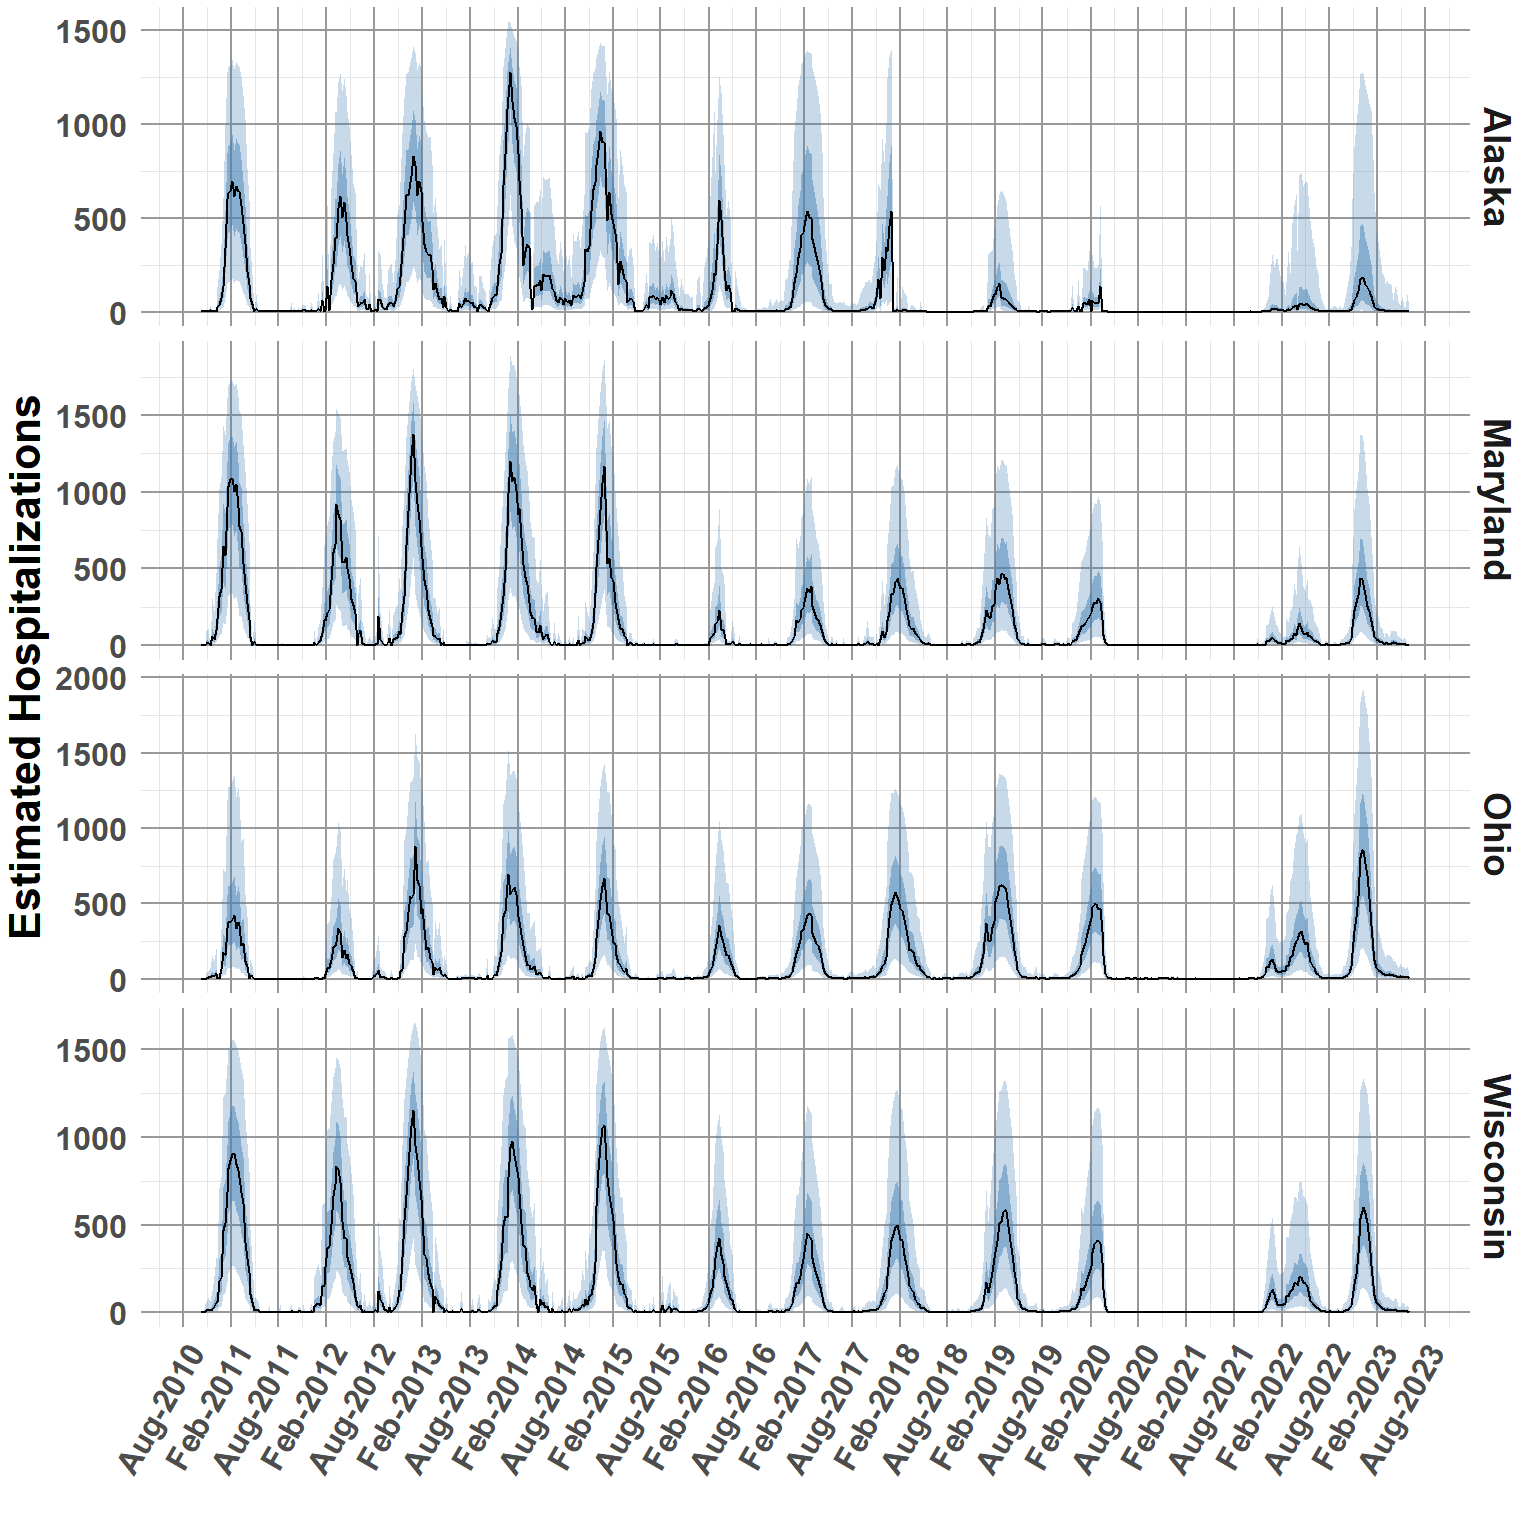 Estimated Hospitalizations
1500
1000
500
0
Alaska
1500
1000
500
0
Maryland
2000
1500
1000
500
0
Ohio
1500
1000
500
0
Wisconsin
Aug-2010
Feb-2011
Aug-2011
Feb-2012
Aug-2012
Feb-2013
Aug-2013
Feb-2014
Aug-2014
Feb-2015
Aug-2015
Feb-2016
Aug-2016
Feb-2017
Aug-2017
Feb-2018
Aug-2018
Feb-2019
Aug-2019
Feb-2020
Aug-2020
Feb-2021
Aug-2021
Feb-2022
Aug-2022
Feb-2023
Aug-2023